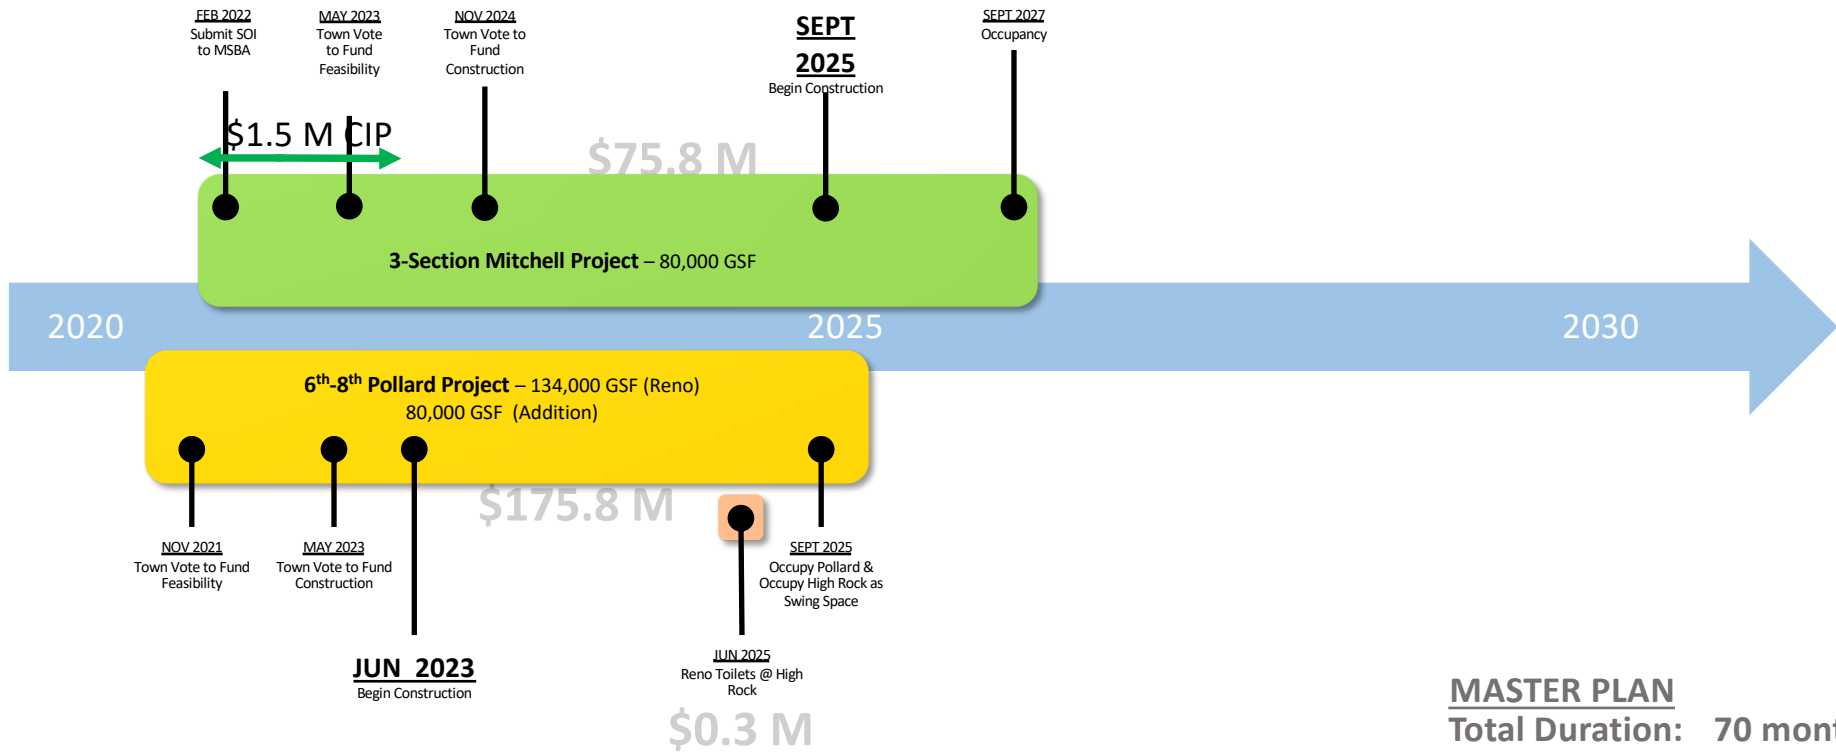 FEB 2022
Submit SOI
to MSBA
MAY 2023
Town Vote
to Fund
Feasibility
NOV 2024
Town Vote to
Fund
Construction
SEPT
2025
Begin Construction
SEPT 2027
Occupancy
$1.5 M CIP
$75.8 M
3-Section Mitchell Project – 80,000 GSF
2020
2025
2030
6th-8th Pollard Project – 134,000 GSF (Reno)
80,000 GSF (Addition)
$175.8 M
NOV 2021
Town Vote to Fund
Feasibility
MAY 2023
Town Vote to Fund
Construction
JUN 2023
Begin Construction
JUN 2025
Reno Toilets @ High
Rock
SEPT 2025
Occupy Pollard &
Occupy High Rock as
Swing Space
$0.3 M
MASTER PLAN
Total Duration: 70 mont